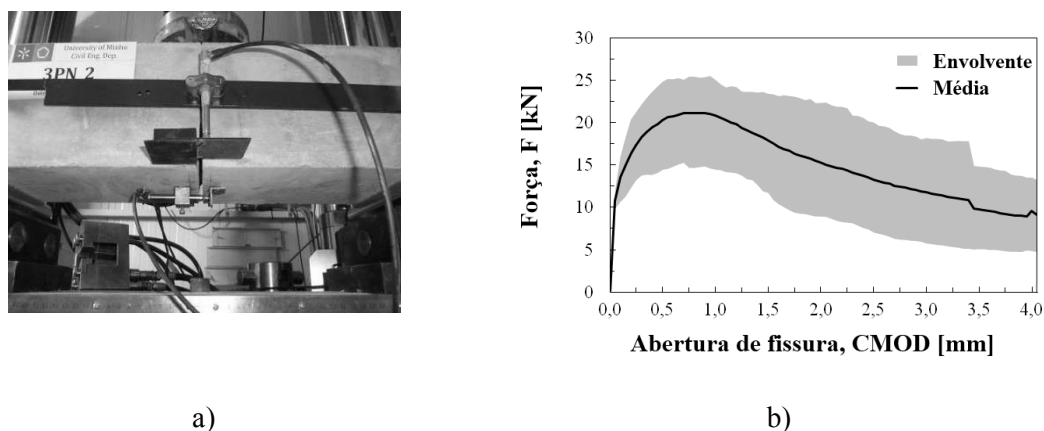 University of Minho
Civil Eng. Dep.
3PN_2
30
25
20
15
10
5
0
Força, F [kN]
Envolvente
Média
0,0 0,5 1,0 1,5 2,0 2,5 3,0 3,5 4,0
Abertura de fissura, CMOD [mm]
a) b)